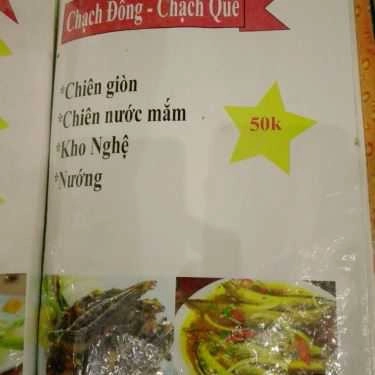 Chạch Đồng - Chạch Quế
*Chiên giòn
*Chiên nước mắm
*Kho Nghệ
*Nướng
50k